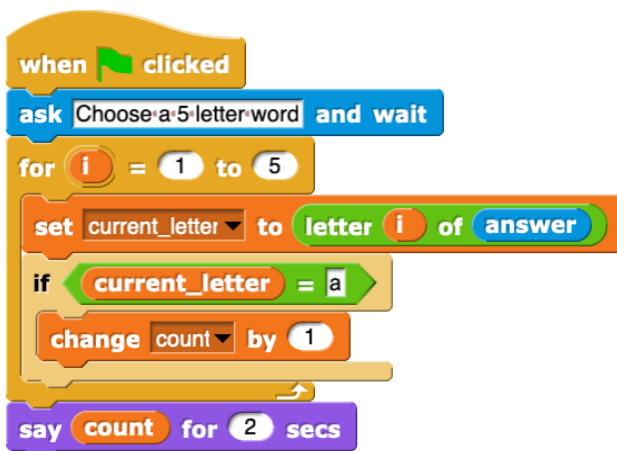 when clicked
ask Choose a 5 letter word and wait
for i = 1 to 5
set current_letter to letter i of answer
if current_letter = a
change count by 1
say count for 2 secs